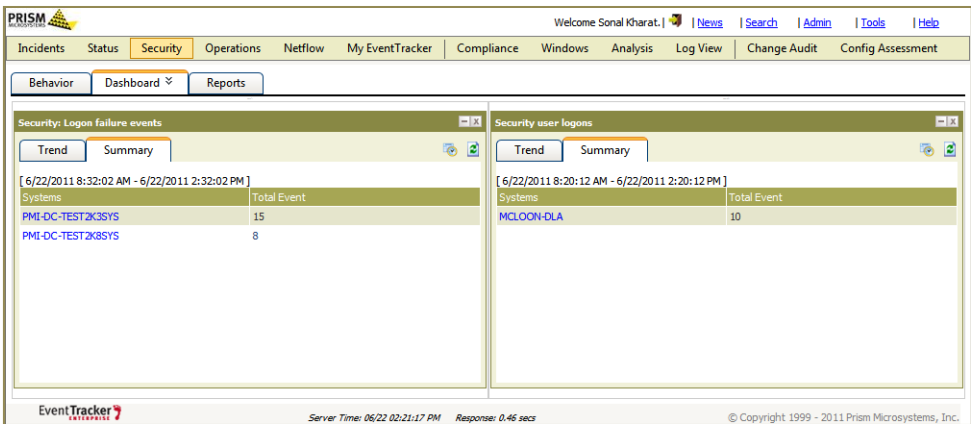 PRISM
MICROSYSTEMS
Welcome Sonal Kharat. | | News | Search | Admin | Tools | Help
Incidents Status Security Operations Netflow My EventTracker Compliance Windows Analysis Log View Change Audit Config Assessment
Behavior Dashboard Reports
Security: Logon failure events
Trend Summary
[ 6/22/2011 8:32:02 AM - 6/22/2011 2:32:02 PM ]
Systems Total Event
PMI-DC-TEST2K3SYS 15
PMI-DC-TEST2K8SYS 8
Security user logons
Trend Summary
[ 6/22/2011 8:20:12 AM - 6/22/2011 2:20:12 PM ]
Systems Total Event
MCLOON-DLA 10
EventTracker
ENTERPRISE
Server Time: 06/22 02:21:17 PM Response: 0.46 secs
© Copyright 1999 - 2011 Prism Microsystems, Inc.